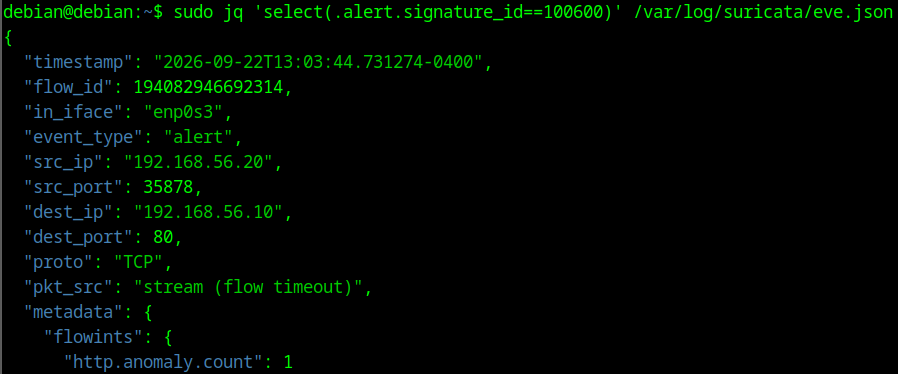 debian@debian:~$ sudo jq 'select(.alert.signature_id==100600)' /var/log/suricata/eve.json
{
  "timestamp": "2026-09-22T13:03:44.731274-0400",
  "flow_id": 194082946692314,
  "in_iface": "enp0s3",
  "event_type": "alert",
  "src_ip": "192.168.56.20",
  "src_port": 35878,
  "dest_ip": "192.168.56.10",
  "dest_port": 80,
  "proto": "TCP",
  "pkt_src": "stream (flow timeout)",
  "metadata": {
    "flowints": {
      "http.anomaly.count": 1